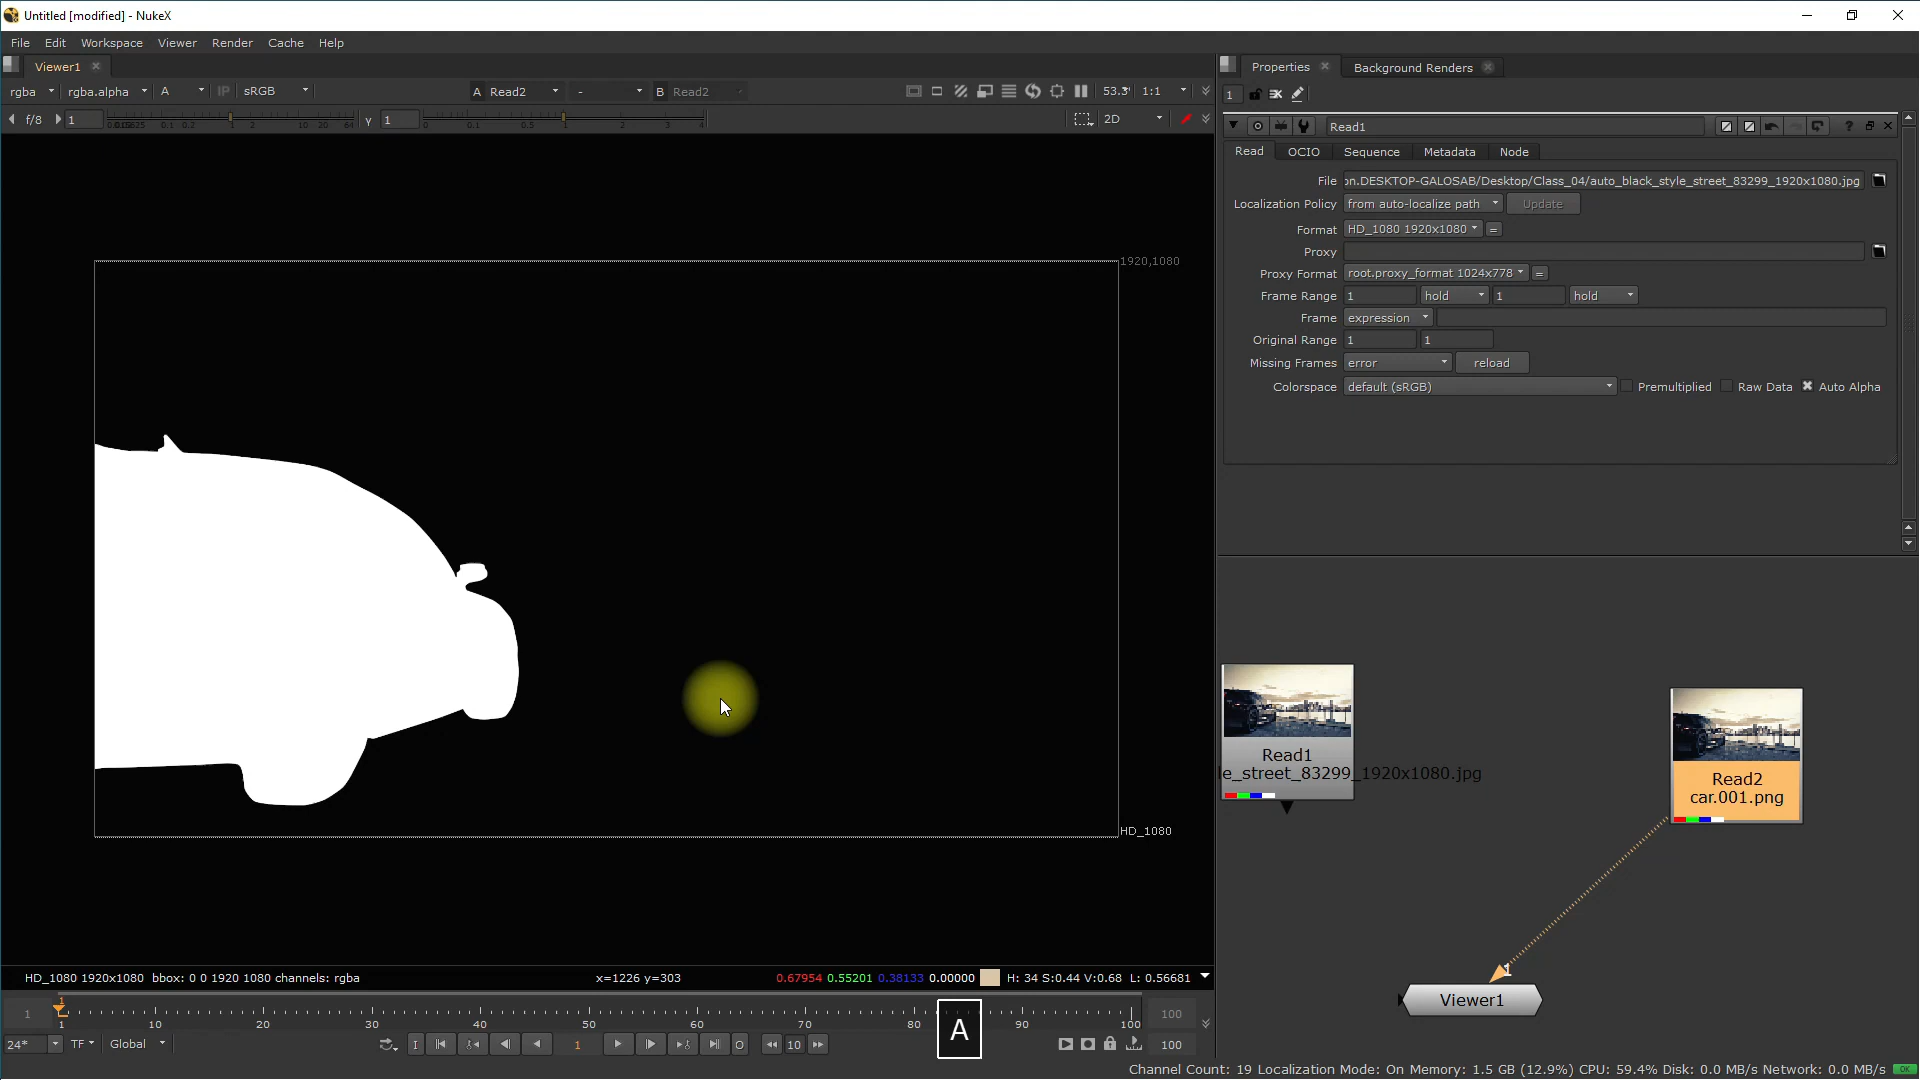 Untitled [modified] - NukeX
File Edit Workspace Viewer Render Cache Help
Viewer1
rgba rgba.alpha A IP sRGB A Read2 - B Read2 1:1
f/8 1 y 1 2D
1920,1080
HD_1080
HD_1080 1920x1080 bbox: 0 0 1920 1080 channels: rgba x=1226 y=303 0.67954 0.55201 0.38133 0.00000 H: 34 S:0.44 V:0.68 L: 0.56681
1
1 1 10 20 30 40 50 60 70 80 90 100 100
24* TF Global I 1 O 10 100
A
Properties Background Renders
1
Read1
Read OCIO Sequence Metadata Node
File on.DESKTOP-GALOSAB/Desktop/Class_04/auto_black_style_street_83299_1920x1080.jpg
Localization Policy from auto-localize path Update
Format HD_1080 1920x1080 =
Proxy
Proxy Format root.proxy_format 1024x778 =
Frame Range 1 hold 1 hold
Frame expression
Original Range 1 1
Missing Frames error reload
Colorspace default (sRGB) Premultiplied Raw Data Auto Alpha
Read1
le_street_83299_1920x1080.jpg
Read2
car.001.png
1
Viewer1
Channel Count: 19 Localization Mode: On Memory: 1.5 GB (12.9%) CPU: 59.4% Disk: 0.0 MB/s Network: 0.0 MB/s OK